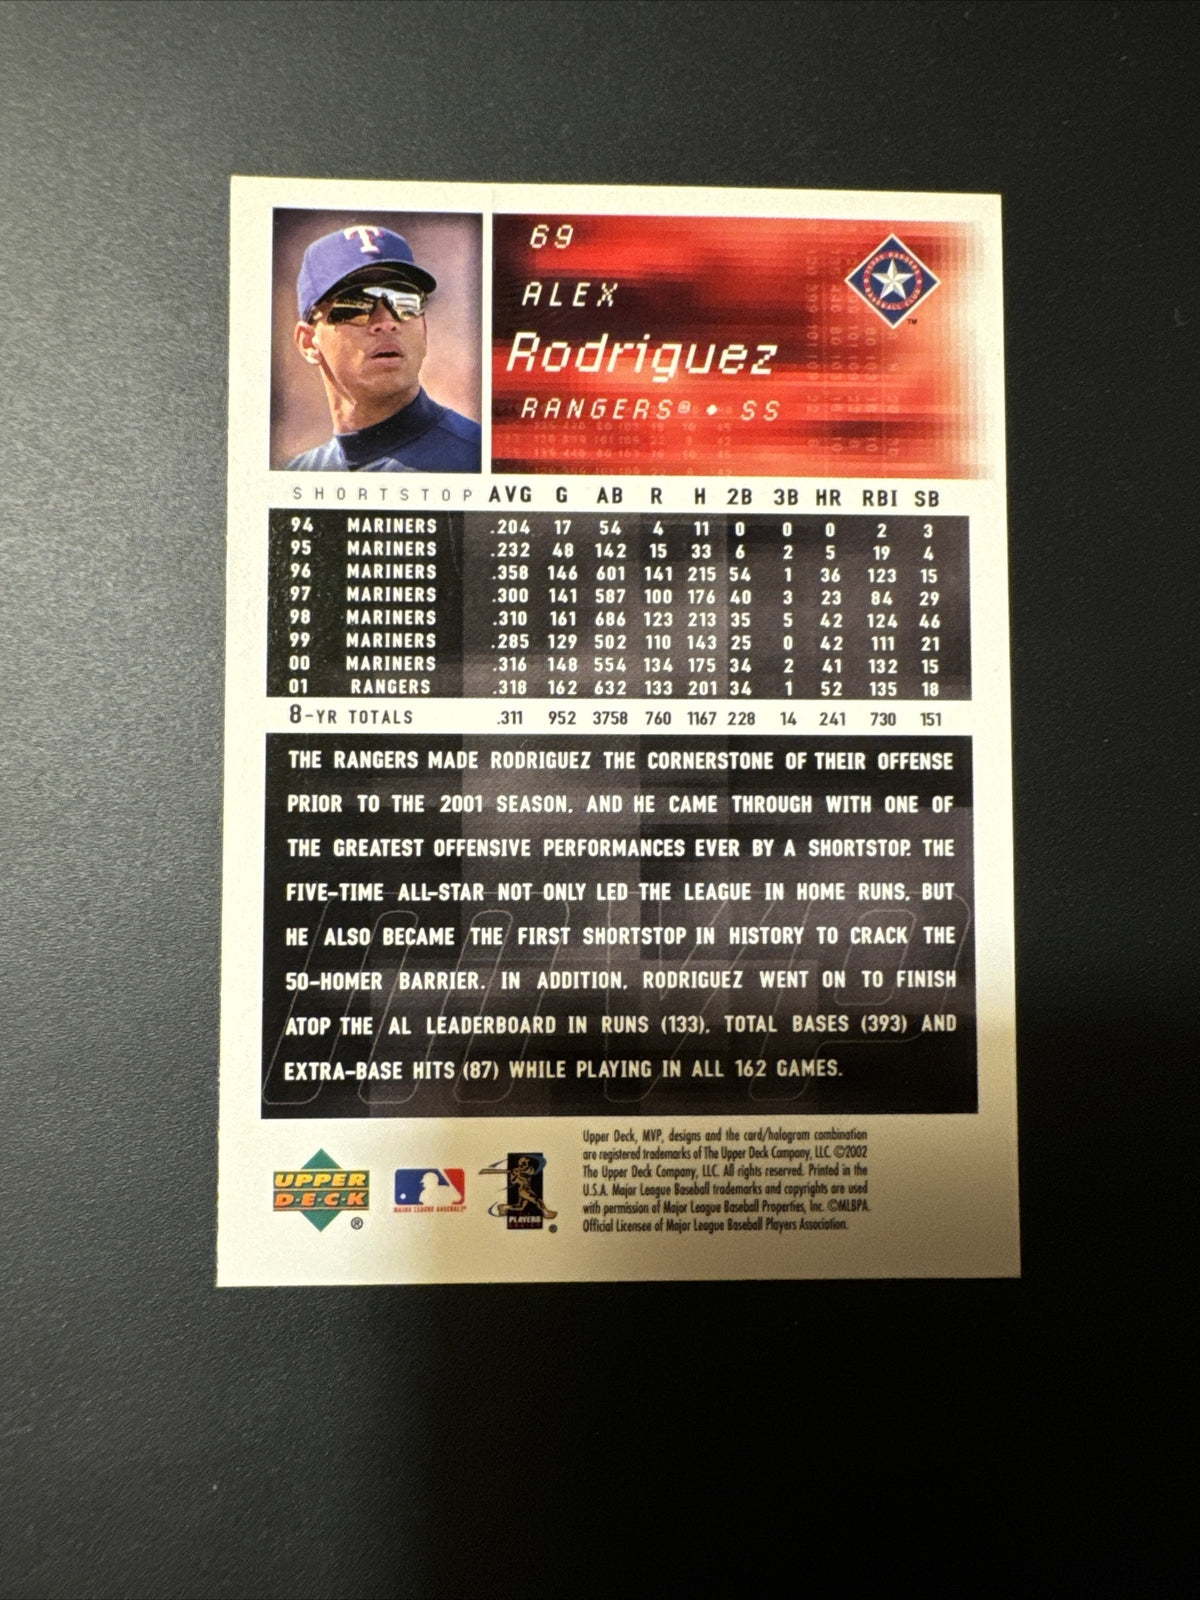 69
ALEX
Rodriguez
RANGERS® • SS
TEXAS RANGERS
BASEBALL CLUB
TM
SHORTSTOP AVG G AB R H 2B 3B HR RBI SB
94 MARINERS .204 17 54 4 11 0 0 0 2 3
95 MARINERS .232 48 142 15 33 6 2 5 19 4
96 MARINERS .358 146 601 141 215 54 1 36 123 15
97 MARINERS .300 141 587 100 176 40 3 23 84 29
98 MARINERS .310 161 686 123 213 35 5 42 124 46
99 MARINERS .285 129 502 110 143 25 0 42 111 21
00 MARINERS .316 148 554 134 175 34 2 41 132 15
01 RANGERS .318 162 632 133 201 34 1 52 135 18
8-YR TOTALS .311 952 3758 760 1167 228 14 241 730 151
THE RANGERS MADE RODRIGUEZ THE CORNERSTONE OF THEIR OFFENSE
PRIOR TO THE 2001 SEASON, AND HE CAME THROUGH WITH ONE OF
THE GREATEST OFFENSIVE PERFORMANCES EVER BY A SHORTSTOP. THE
FIVE-TIME ALL-STAR NOT ONLY LED THE LEAGUE IN HOME RUNS, BUT
HE ALSO BECAME THE FIRST SHORTSTOP IN HISTORY TO CRACK THE
50-HOMER BARRIER. IN ADDITION, RODRIGUEZ WENT ON TO FINISH
ATOP THE AL LEADERBOARD IN RUNS (133), TOTAL BASES (393) AND
EXTRA-BASE HITS (87) WHILE PLAYING IN ALL 162 GAMES.
mvp
UPPER
DECK
®
MAJOR LEAGUE BASEBALL®
PLAYERS
CHOICE
®
Upper Deck, MVP, designs and the card/hologram combination
are registered trademarks of The Upper Deck Company, LLC. ©2002
The Upper Deck Company, LLC. All rights reserved. Printed in the
U.S.A. Major League Baseball trademarks and copyrights are used
with permission of Major League Baseball Properties, Inc. ©MLBPA.
Official Licensee of Major League Baseball Players Association.